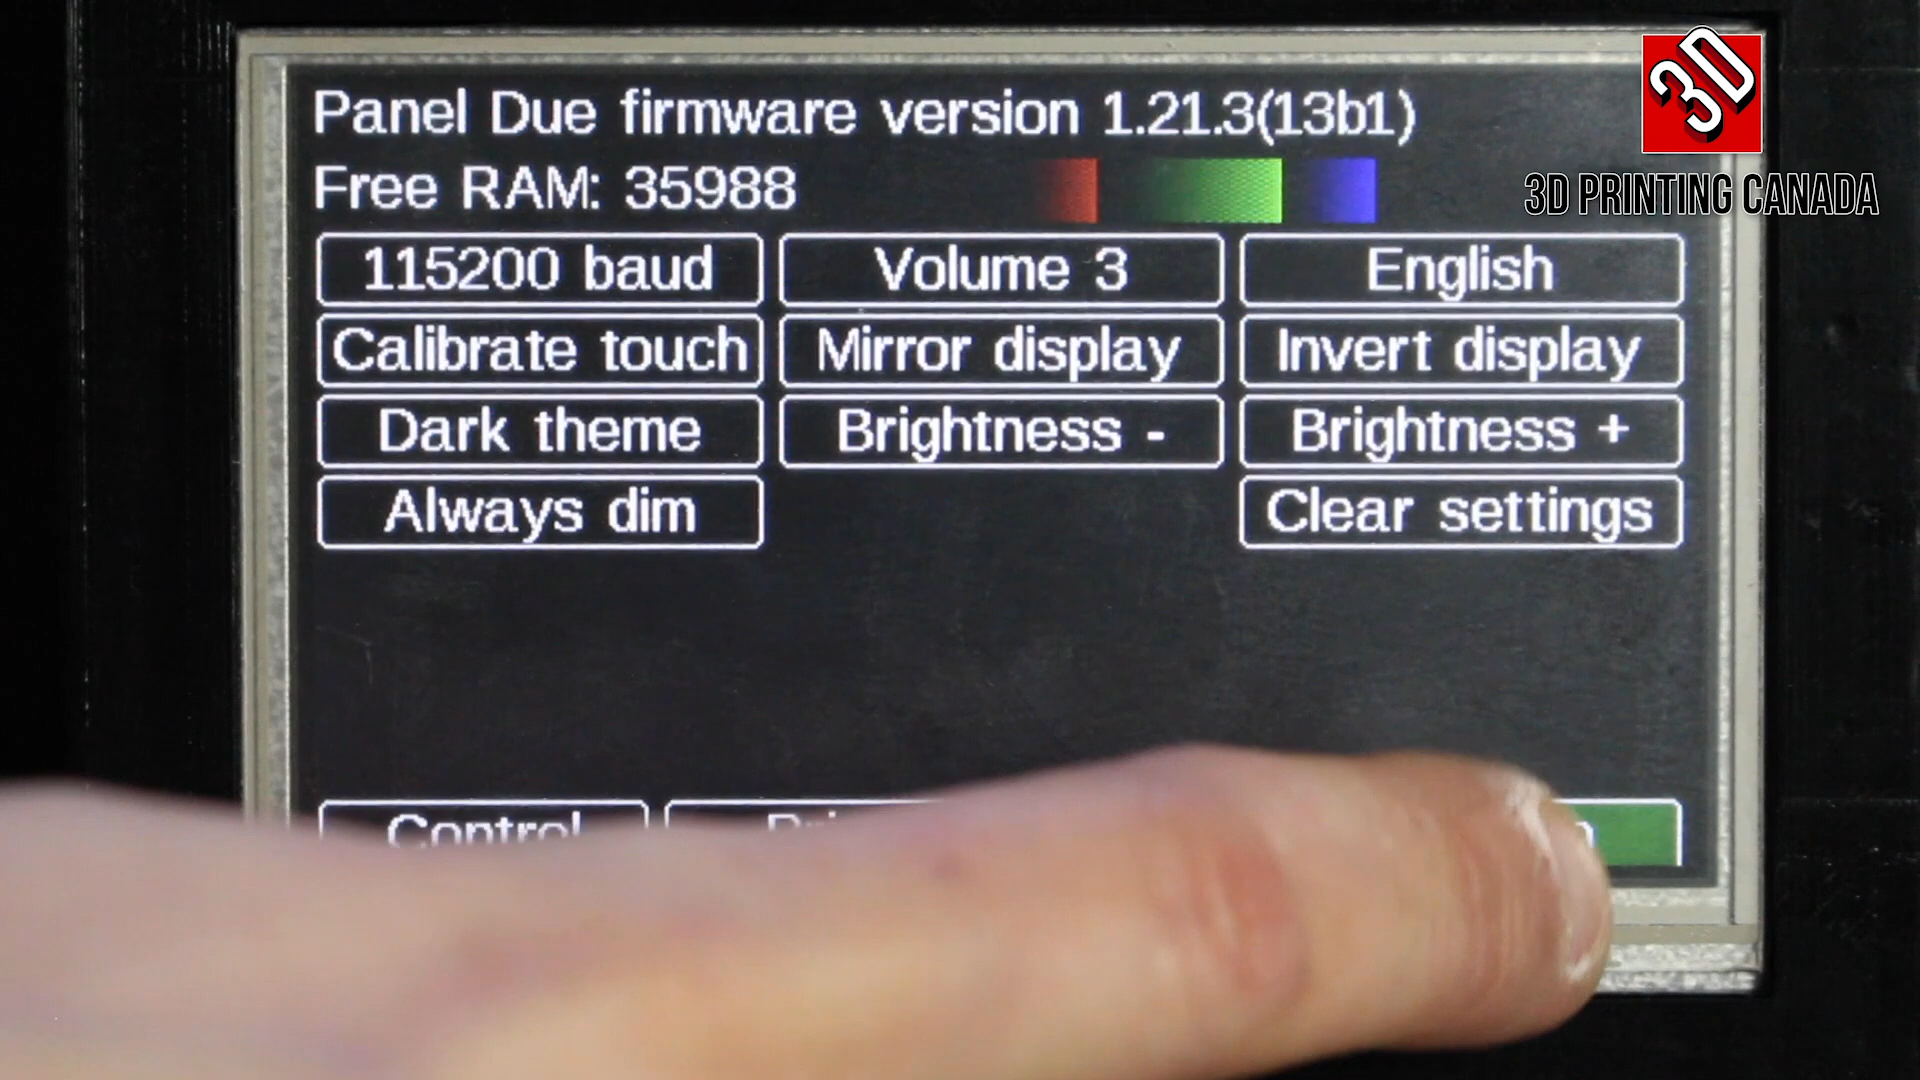 Panel Due firmware version 1.21.3(13b1)
Free RAM: 35988
115200 baud Volume 3 English
Calibrate touch Mirror display Invert display
Dark theme Brightness - Brightness +
Always dim Clear settings
Control
3D
3D PRINTING CANADA